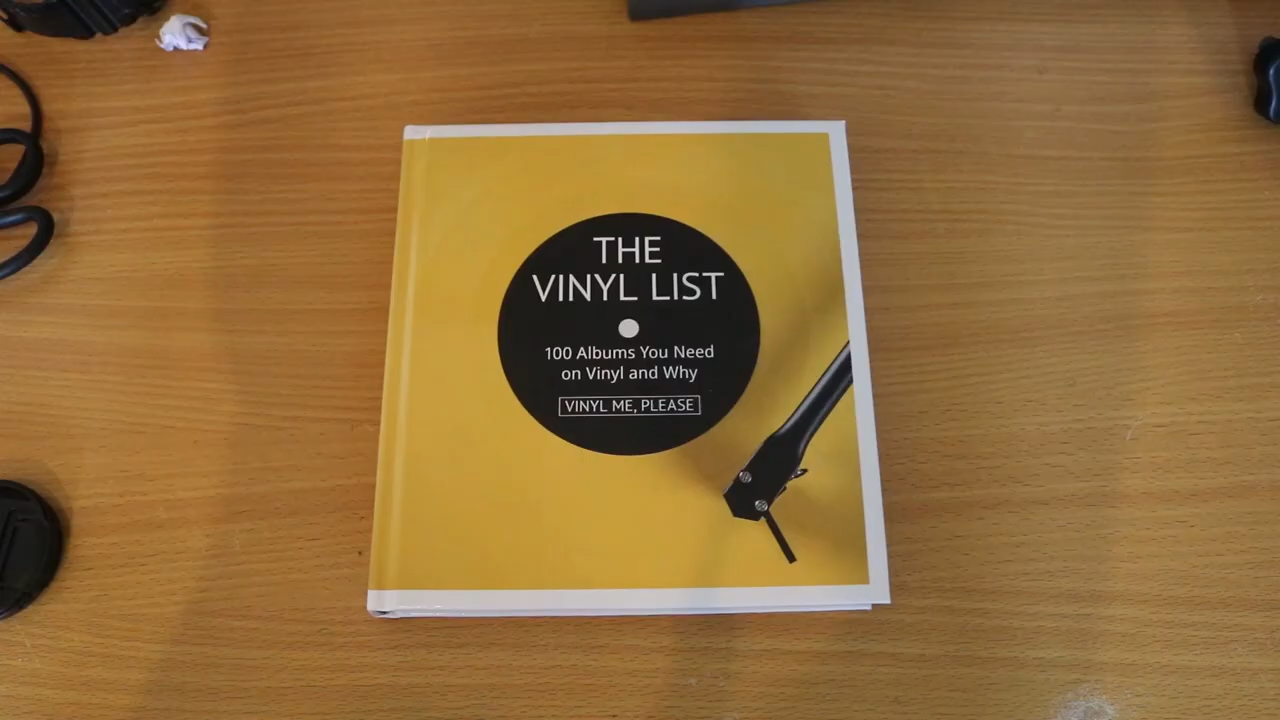 THE
VINYL LIST
100 Albums You Need
on Vinyl and Why
VINYL ME, PLEASE